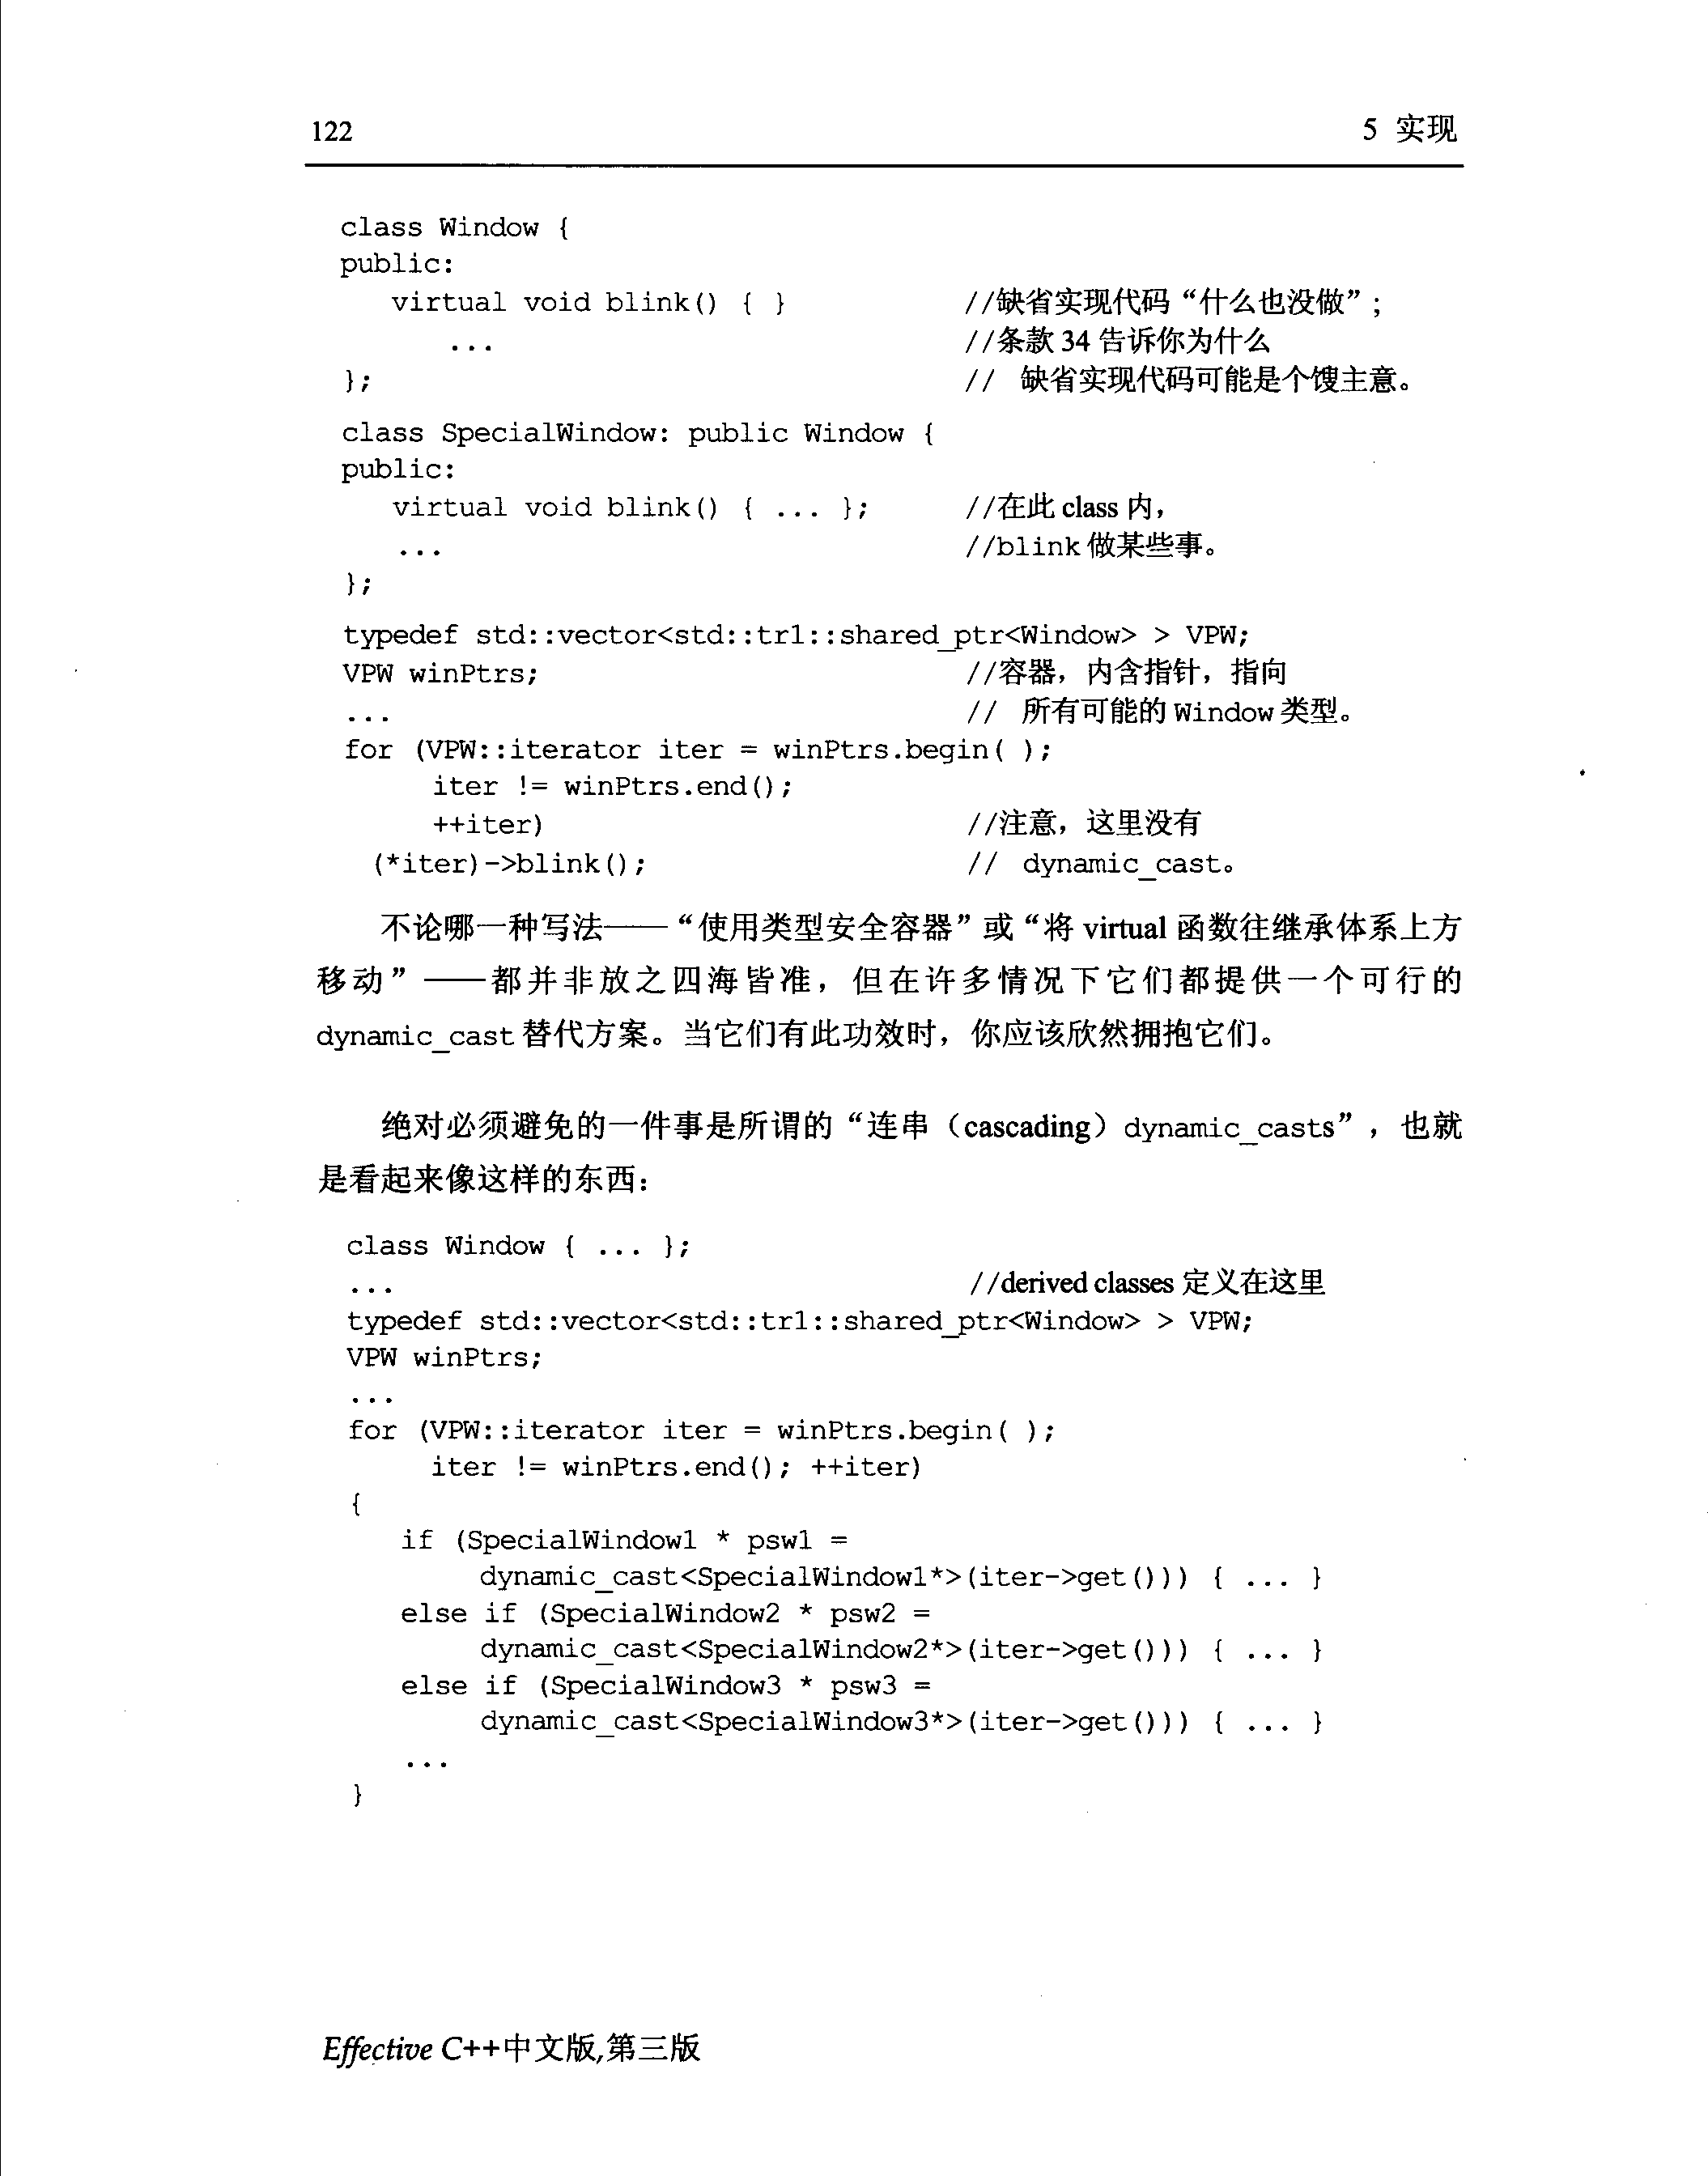 122
5 实现
class Window {
public:
virtual void blink() { } //缺省实现代码“什么也没做”;
... //条款 34 告诉你为什么
}; // 缺省实现代码可能是个馊主意。
class SpecialWindow: public Window {
public:
virtual void blink() { ... }; //在此 class 内，
... //blink 做某些事。
};
typedef std::vector<std::tr1::shared_ptr<Window> > VPW;
VPW winPtrs; //容器，内含指针，指向
... // 所有可能的 Window 类型。
for (VPW::iterator iter = winPtrs.begin( );
iter != winPtrs.end();
++iter) //注意，这里没有
(*iter)->blink(); // dynamic_cast。
不论哪一种写法——“使用类型安全容器”或“将 virtual 函数往继承体系上方
移动”——都并非放之四海皆准，但在许多情况下它们都提供一个可行的
dynamic_cast 替代方案。当它们有此功效时，你应该欣然拥抱它们。
绝对必须避免的一件事是所谓的“连串（cascading）dynamic_casts”，也就
是看起来像这样的东西：
class Window { ... };
... //derived classes 定义在这里
typedef std::vector<std::tr1::shared_ptr<Window> > VPW;
VPW winPtrs;
...
for (VPW::iterator iter = winPtrs.begin( );
iter != winPtrs.end(); ++iter)
{
if (SpecialWindow1 * psw1 =
dynamic_cast<SpecialWindow1*>(iter->get())) { ... }
else if (SpecialWindow2 * psw2 =
dynamic_cast<SpecialWindow2*>(iter->get())) { ... }
else if (SpecialWindow3 * psw3 =
dynamic_cast<SpecialWindow3*>(iter->get())) { ... }
...
}
Effective C++中文版,第三版